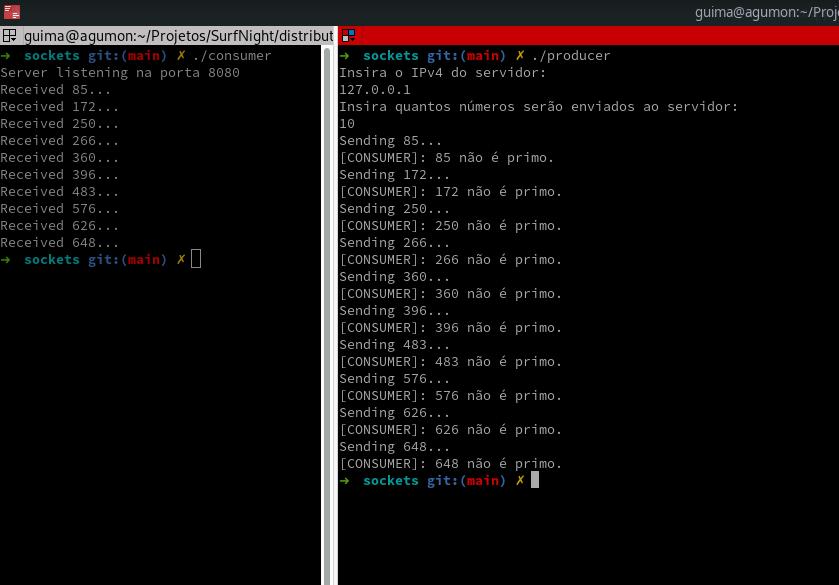 guima@agumon:~/Proj
guima@agumon:~/Projetos/SurfNight/distribut
➜ sockets git:(main) ✗ ./consumer
Server listening na porta 8080
Received 85...
Received 172...
Received 250...
Received 266...
Received 360...
Received 396...
Received 483...
Received 576...
Received 626...
Received 648...
➜ sockets git:(main) ✗
➜ sockets git:(main) ✗ ./producer
Insira o IPv4 do servidor:
127.0.0.1
Insira quantos números serão enviados ao servidor:
10
Sending 85...
[CONSUMER]: 85 não é primo.
Sending 172...
[CONSUMER]: 172 não é primo.
Sending 250...
[CONSUMER]: 250 não é primo.
Sending 266...
[CONSUMER]: 266 não é primo.
Sending 360...
[CONSUMER]: 360 não é primo.
Sending 396...
[CONSUMER]: 396 não é primo.
Sending 483...
[CONSUMER]: 483 não é primo.
Sending 576...
[CONSUMER]: 576 não é primo.
Sending 626...
[CONSUMER]: 626 não é primo.
Sending 648...
[CONSUMER]: 648 não é primo.
➜ sockets git:(main) ✗